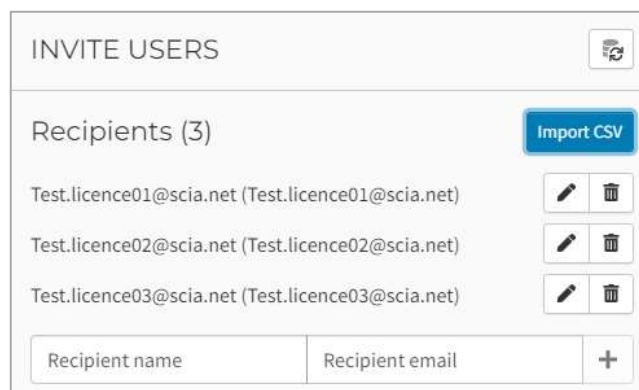 INVITE USERS
Recipients (3)
Import CSV
Test.licence01@scia.net (Test.licence01@scia.net)
Test.licence02@scia.net (Test.licence02@scia.net)
Test.licence03@scia.net (Test.licence03@scia.net)
Recipient name
Recipient email
+